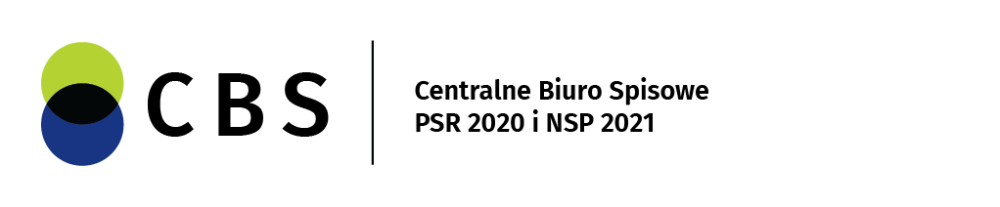 CBS
Centralne Biuro Spisowe
PSR 2020 i NSP 2021